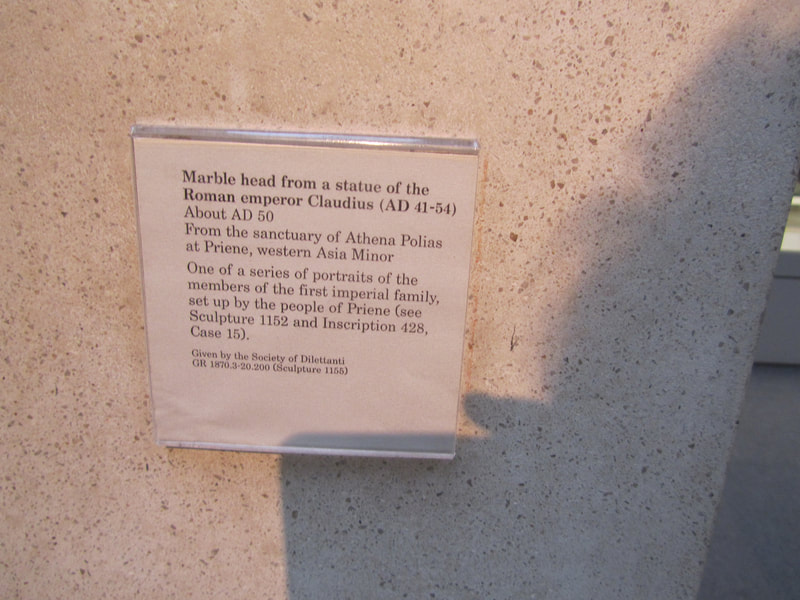 Marble head from a statue of the
Roman emperor Claudius (AD 41-54)
About AD 50
From the sanctuary of Athena Polias
at Priene, western Asia Minor
One of a series of portraits of the
members of the first imperial family,
set up by the people of Priene (see
Sculpture 1152 and Inscription 428,
Case 15).
Given by the Society of Dilettanti
GR 1870.3-20.200 (Sculpture 1155)